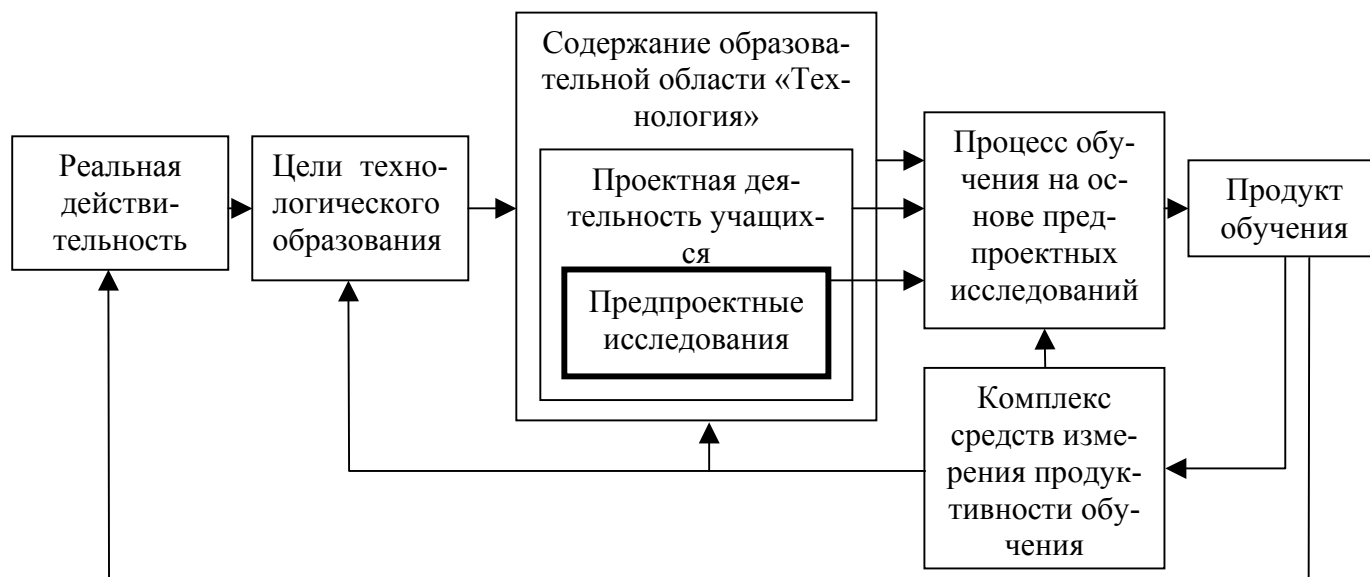 Реальная
действи-
тельность
Цели техно-
логического
образования
Содержание образова-
тельной области «Тех-
нология»
Проектная дея-
тельность учащих-
ся
Предпроектные
исследования
Процесс обу-
чения на ос-
нове пред-
проектных
исследований
Продукт
обучения
Комплекс
средств изме-
рения продук-
тивности обу-
чения